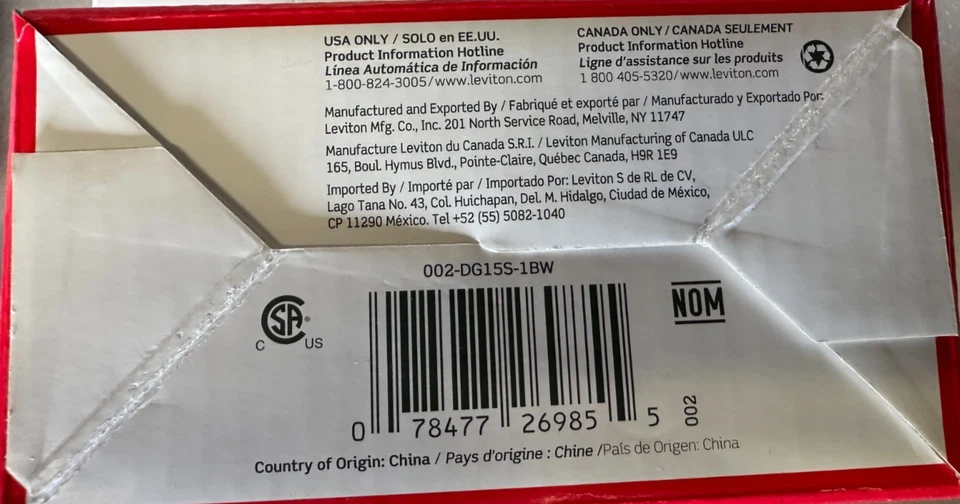 USA ONLY / SOLO en EE.UU.
Product Information Hotline
Línea Automática de Información
1-800-824-3005/www.leviton.com
CANADA ONLY / CANADA SEULEMENT
Product Information Hotline
Ligne d'assistance sur les produits
1 800 405-5320/www.leviton.com
Manufactured and Exported By / Fabriqué et exporté par / Manufacturado y Exportado Por:
Leviton Mfg. Co., Inc. 201 North Service Road, Melville, NY 11747
Manufacture Leviton du Canada S.R.I. / Leviton Manufacturing of Canada ULC
165, Boul. Hymus Blvd., Pointe-Claire, Québec Canada, H9R 1E9
Imported By / Importé par / Importado Por: Leviton S de RL de CV,
Lago Tana No. 43, Col. Huichapan, Del. M. Hidalgo, Ciudad de México,
CP 11290 México. Tel +52 (55) 5082-1040
002-DG15S-1BW
CSA®
C US
NOM
0 78477 26985 5
002
Country of Origin: China / Pays d'origine : Chine /País de Origen: China